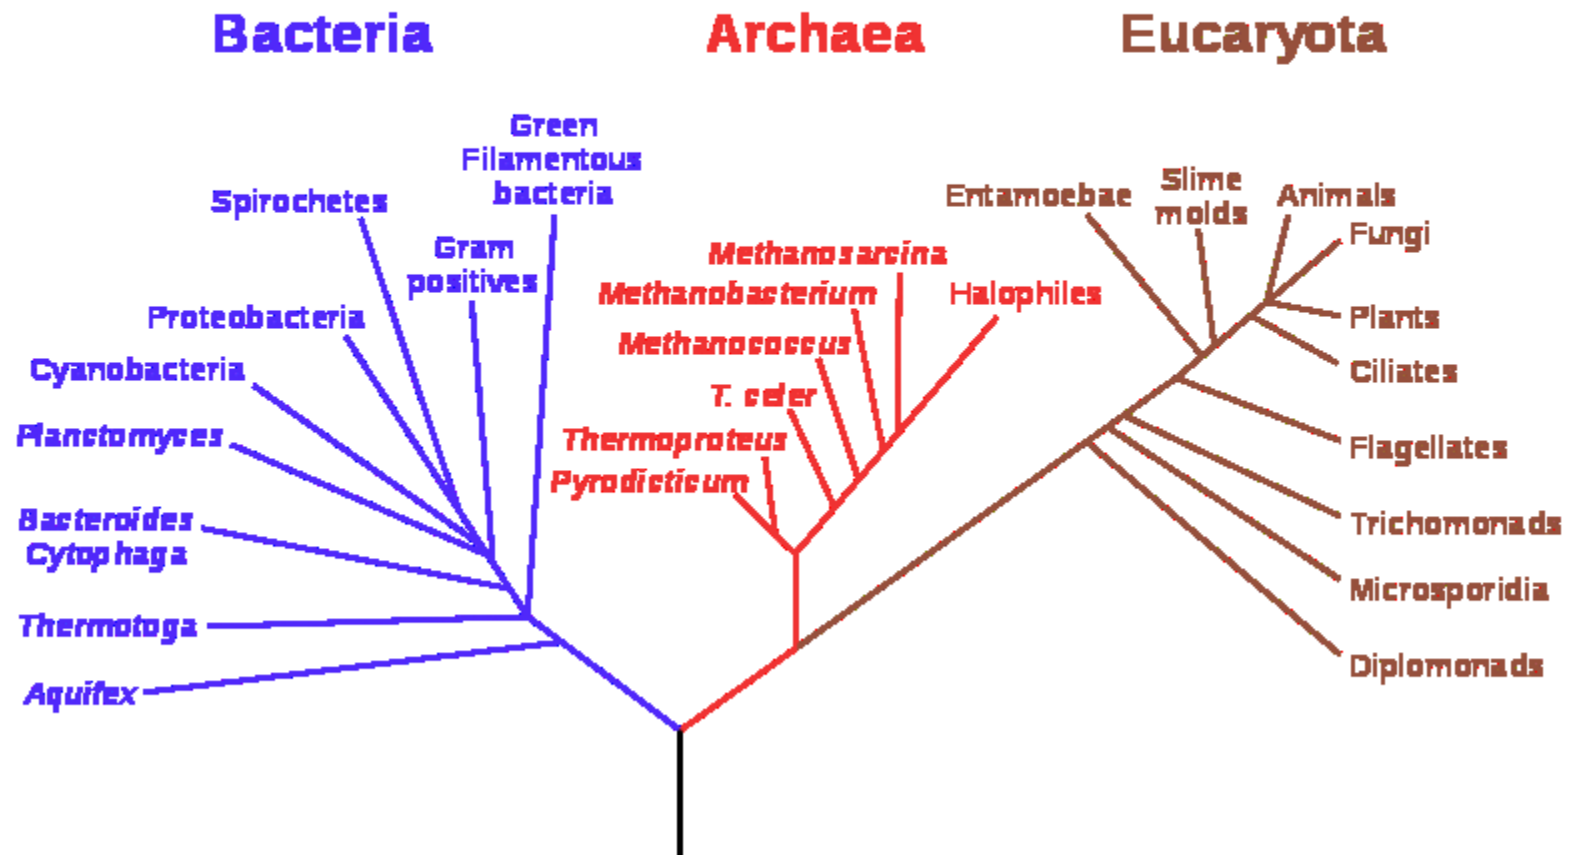 Bacteria
Archaea
Eucaryota
Green
Filamentous
bacteria
Spirochetes
Gram
positives
Proteobacteria
Cyanobacteria
Planctomyces
Bacteroides
Cytophaga
Thermotoga
Aquifex
Methanosarcina
Methanobacterium
Halophiles
Methanococcus
T. celer
Thermoproteus
Pyrodicticum
Entamoebae
Slime
molds
Animals
Fungi
Plants
Ciliates
Flagellates
Trichomonads
Microsporidia
Diplomonads